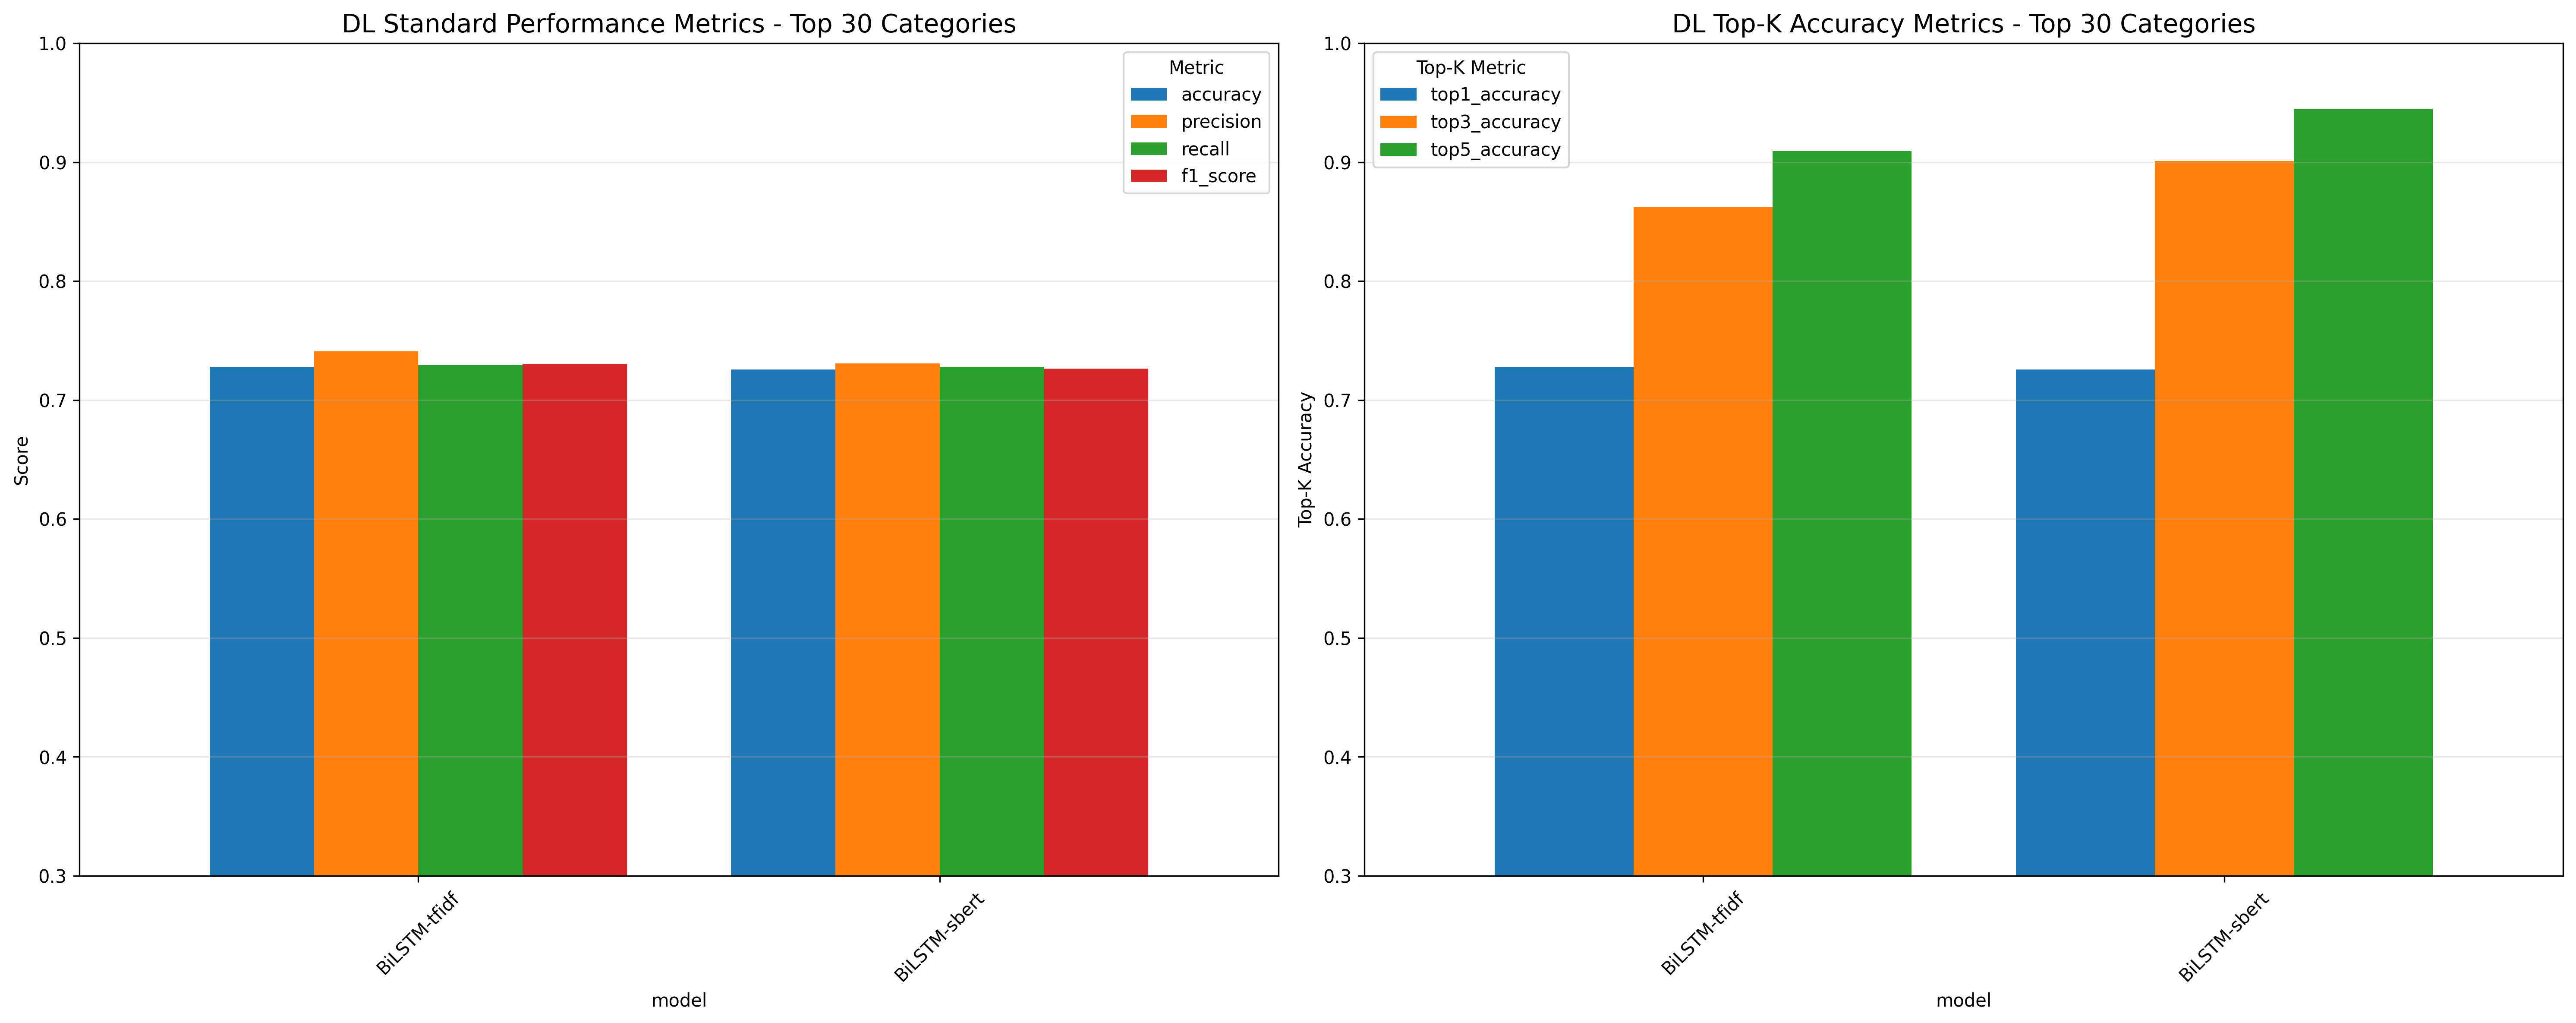 DL Standard Performance Metrics - Top 30 Categories
Metric
accuracy
precision
recall
f1_score
1.0
0.9
0.8
0.7
0.6
0.5
0.4
0.3
Score
BiLSTM-tfidf
BiLSTM-sbert
model
DL Top-K Accuracy Metrics - Top 30 Categories
Top-K Metric
top1_accuracy
top3_accuracy
top5_accuracy
1.0
0.9
0.8
0.7
0.6
0.5
0.4
0.3
Top-K Accuracy
BiLSTM-tfidf
BiLSTM-sbert
model